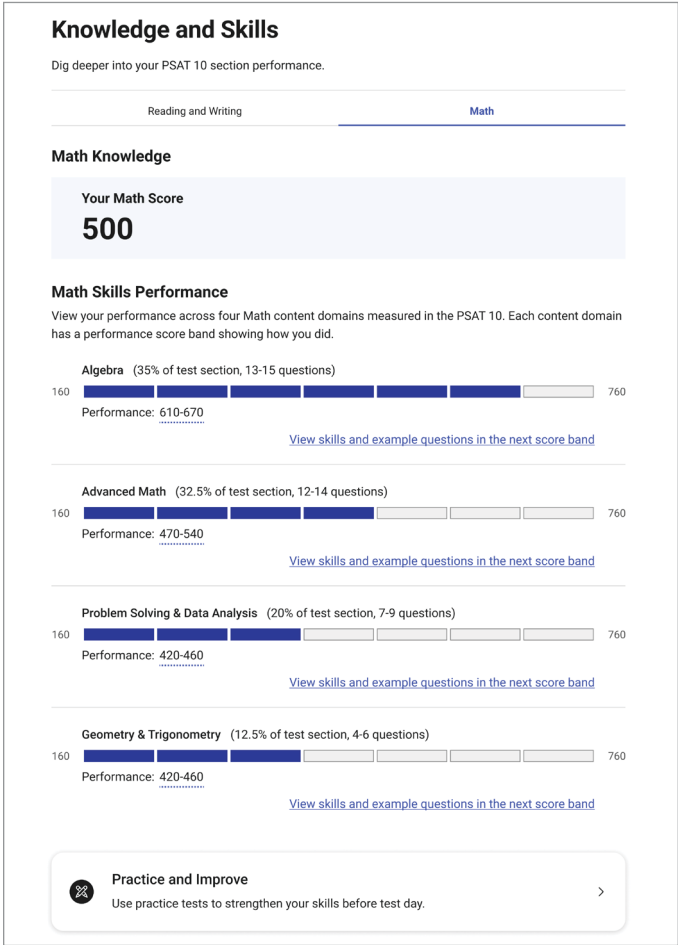 Knowledge and Skills
Dig deeper into your PSAT 10 section performance.
Reading and Writing
Math
Math Knowledge
Your Math Score
500
Math Skills Performance
View your performance across four Math content domains measured in the PSAT 10. Each content domain
has a performance score band showing how you did.
Algebra (35% of test section, 13-15 questions)
160 760
Performance: 610-670
View skills and example questions in the next score band
Advanced Math (32.5% of test section, 12-14 questions)
160 760
Performance: 470-540
View skills and example questions in the next score band
Problem Solving & Data Analysis (20% of test section, 7-9 questions)
160 760
Performance: 420-460
View skills and example questions in the next score band
Geometry & Trigonometry (12.5% of test section, 4-6 questions)
160 760
Performance: 420-460
View skills and example questions in the next score band
Practice and Improve
Use practice tests to strengthen your skills before test day.